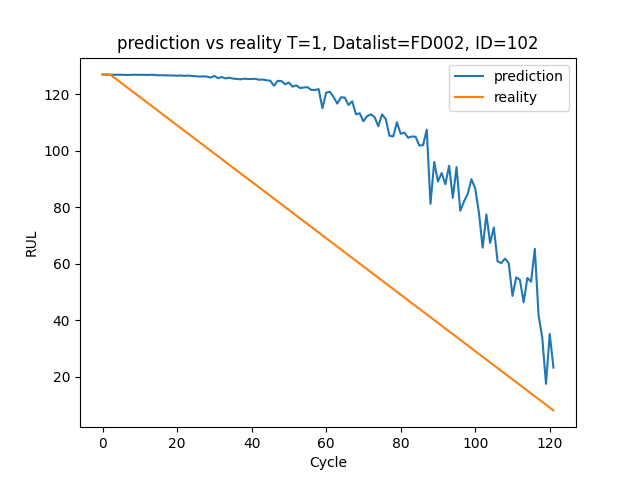 prediction vs reality T=1, Datalist=FD002, ID=102
prediction
reality
RUL
120
100
80
60
40
20
0 20 40 60 80 100 120
Cycle